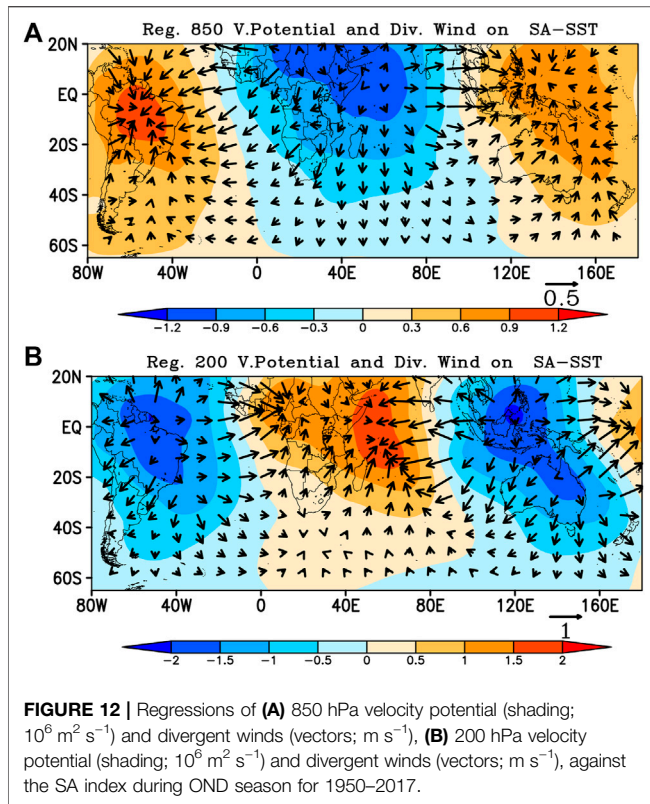 A
Reg. 850 V.Potential and Div. Wind on SA-SST
20N
EQ
20S
40S
60S
80W 40W 0 40E 80E 120E 160E
0.5
-1.2 -0.9 -0.6 -0.3 0 0.3 0.6 0.9 1.2
B
Reg. 200 V.Potential and Div. Wind on SA-SST
20N
EQ
20S
40S
60S
80W 40W 0 40E 80E 120E 160E
1
-2 -1.5 -1 -0.5 0 0.5 1 1.5 2
FIGURE 12 | Regressions of (A) 850 hPa velocity potential (shading;
10⁶ m² s⁻¹) and divergent winds (vectors; m s⁻¹), (B) 200 hPa velocity
potential (shading; 10⁶ m² s⁻¹) and divergent winds (vectors; m s⁻¹), against
the SA index during OND season for 1950–2017.